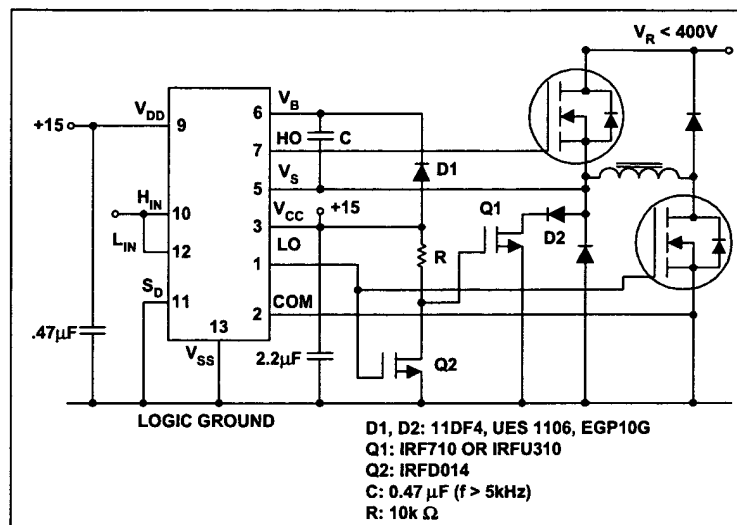 V_R < 400V
+15
V_DD
9
V_B
6
HO
C
7
D1
V_S
5
H_IN
10
V_CC
+15
3
Q1
D2
L_IN
12
LO
R
1
S_D
11
COM
2
.47μF
13
V_SS
2.2μF
Q2
LOGIC GROUND
D1, D2: 11DF4, UES 1106, EGP10G
Q1: IRF710 OR IRFU310
Q2: IRFD014
C: 0.47 μF (f > 5kHz)
R: 10k Ω